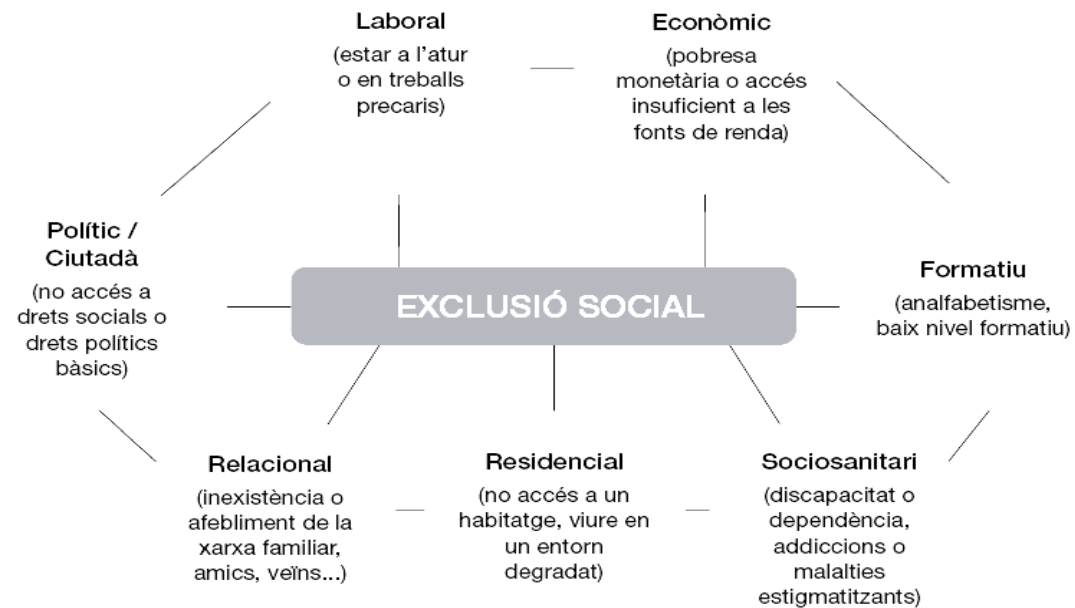 Laboral
(estar a l’atur
o en treballs
precaris)
Econòmic
(pobresa
monetària o accés
insuficient a les
fonts de renda)
Polític /
Ciutadà
(no accés a
drets socials o
drets polítics
bàsics)
EXCLUSIÓ SOCIAL
Formatiu
(analfabetisme,
baix nivell formatiu)
Relacional
(inexistència o
afebliment de la
xarxa familiar,
amics, veïns...)
Residencial
(no accés a un
habitatge, viure en
un entorn
degradat)
Sociosanitari
(discapacitat o
dependència,
addiccions o
malalties
estigmatitzants)